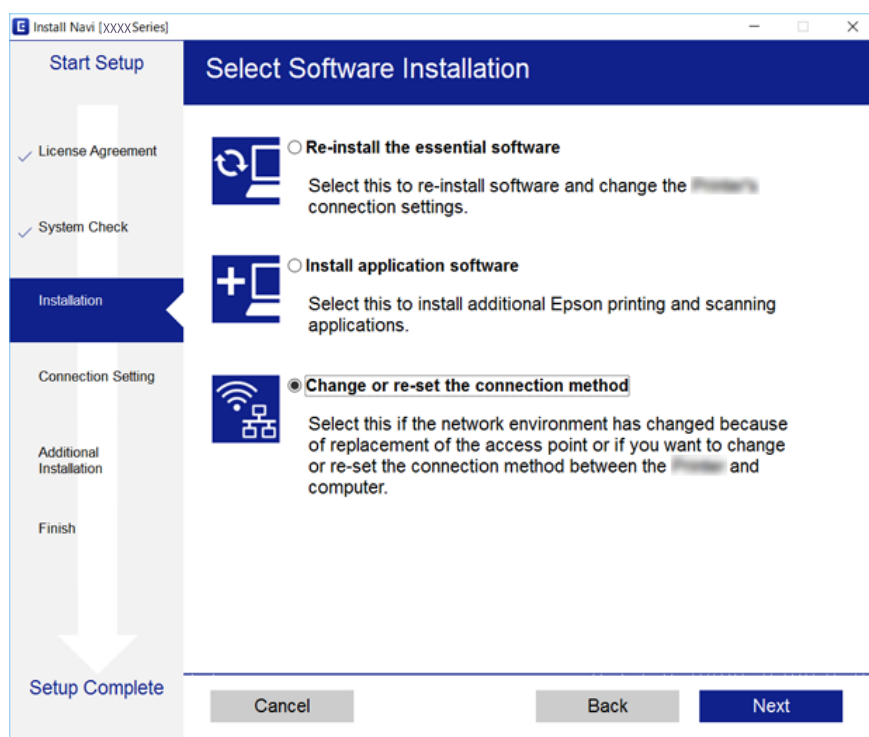 Install Navi [XXXX Series]
Start Setup
License Agreement
System Check
Installation
Connection Setting
Additional
Installation
Finish
Setup Complete
Select Software Installation
Re-install the essential software
Select this to re-install software and change the
connection settings.
Install application software
Select this to install additional Epson printing and scanning
applications.
Change or re-set the connection method
Select this if the network environment has changed because
of replacement of the access point or if you want to change
or re-set the connection method between the and
computer.
Cancel
Back
Next